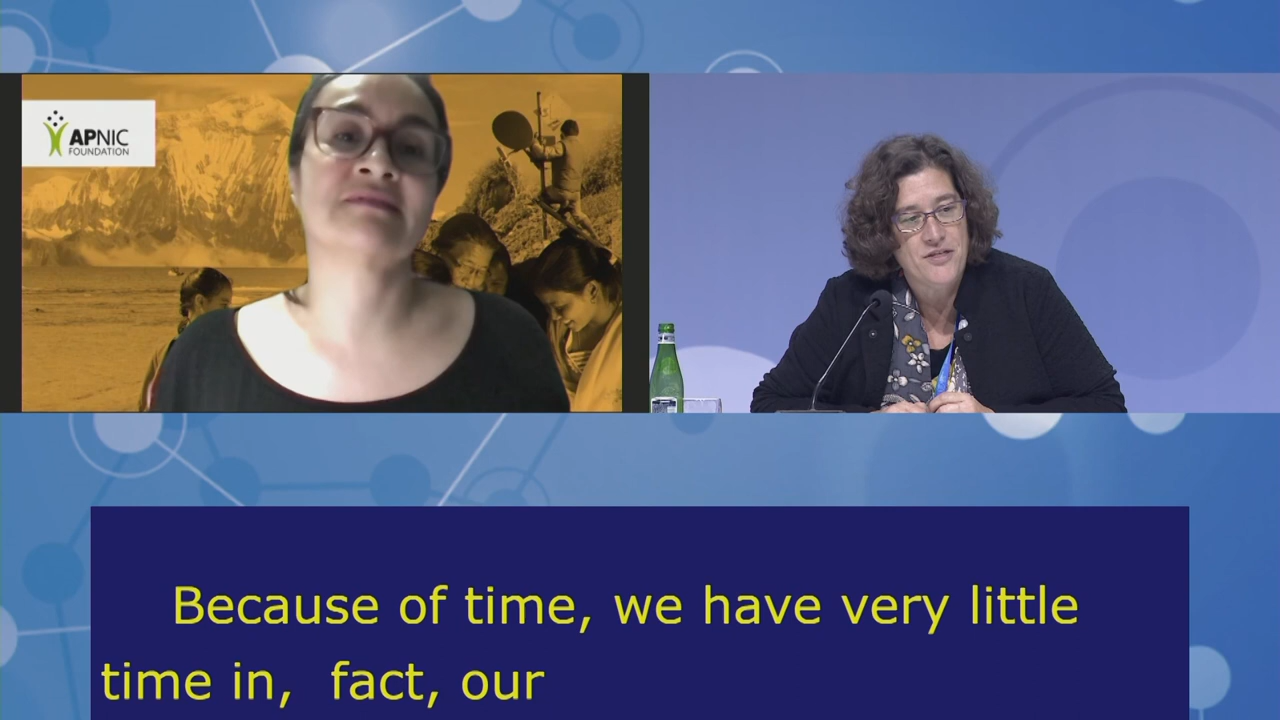 APNIC
FOUNDATION
Because of time, we have very little
time in, fact, our